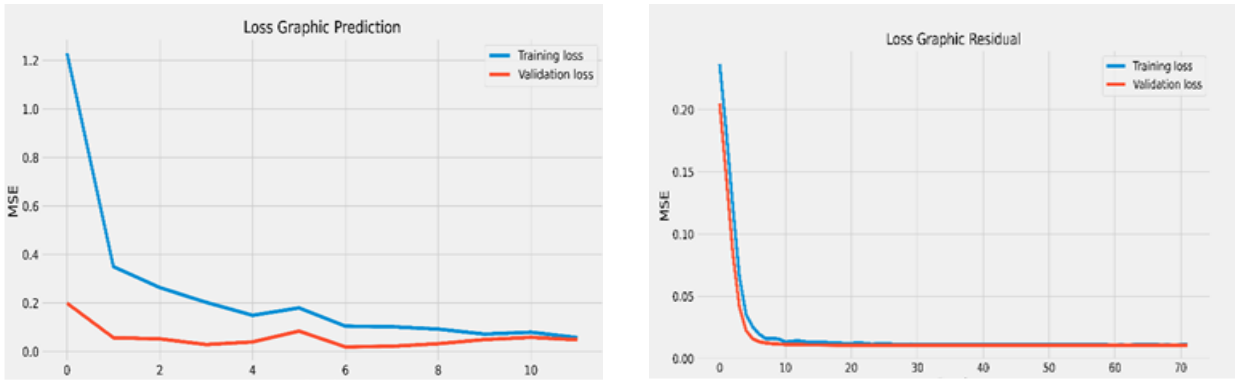 Loss Graphic Prediction
Training loss
Validation loss
1.2
1.0
0.8
0.6
0.4
0.2
0.0
MSE
0 2 4 6 8 10
Loss Graphic Residual
Training loss
Validation loss
0.20
0.15
0.10
0.05
0.00
MSE
0 10 20 30 40 50 60 70